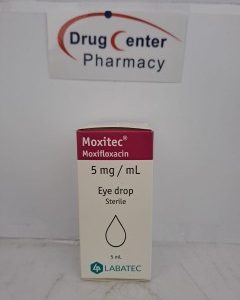 Drug Center
Pharmacy
Moxitec®
Moxifloxacin
5 mg / mL
Eye drop
Sterile
5 mL
LABATEC